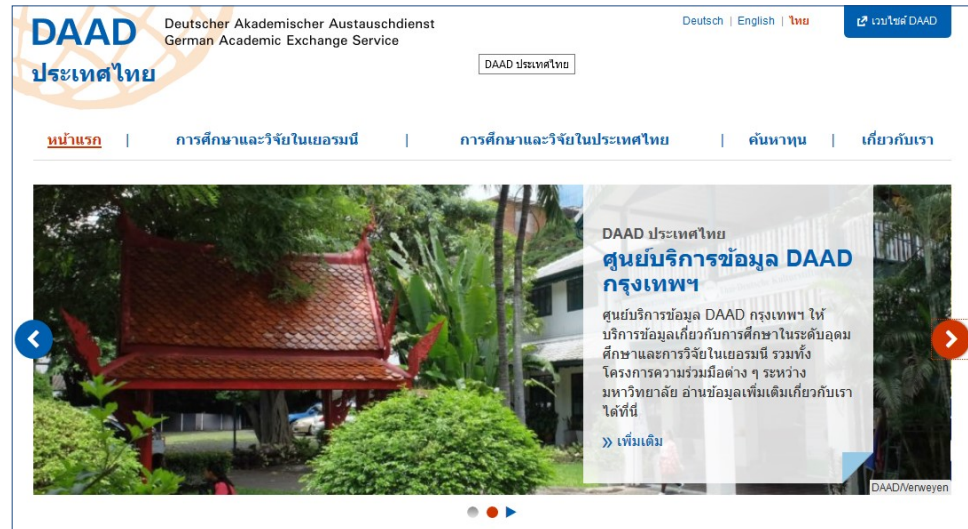 DAAD
Deutscher Akademischer Austauschdienst
German Academic Exchange Service
Deutsch | English | ไทย
เวบไซต์ DAAD
ประเทศไทย
DAAD ประเทศไทย
หน้าแรก | การศึกษาและวิจัยในเยอรมนี | การศึกษาและวิจัยในประเทศไทย | ค้นหาทุน | เกี่ยวกับเรา
DAAD ประเทศไทย
ศูนย์บริการข้อมูล DAAD
กรุงเทพฯ
ศูนย์บริการข้อมูล DAAD กรุงเทพฯ ให้
บริการข้อมูลเกี่ยวกับการศึกษาในระดับอุดม
ศึกษาและการวิจัยในเยอรมนี รวมทั้ง
โครงการความร่วมมือต่าง ๆ ระหว่าง
มหาวิทยาลัย อ่านข้อมูลเพิ่มเติมเกี่ยวกับเรา
ได้ที่นี่
» เพิ่มเติม
DAAD/Verweyen